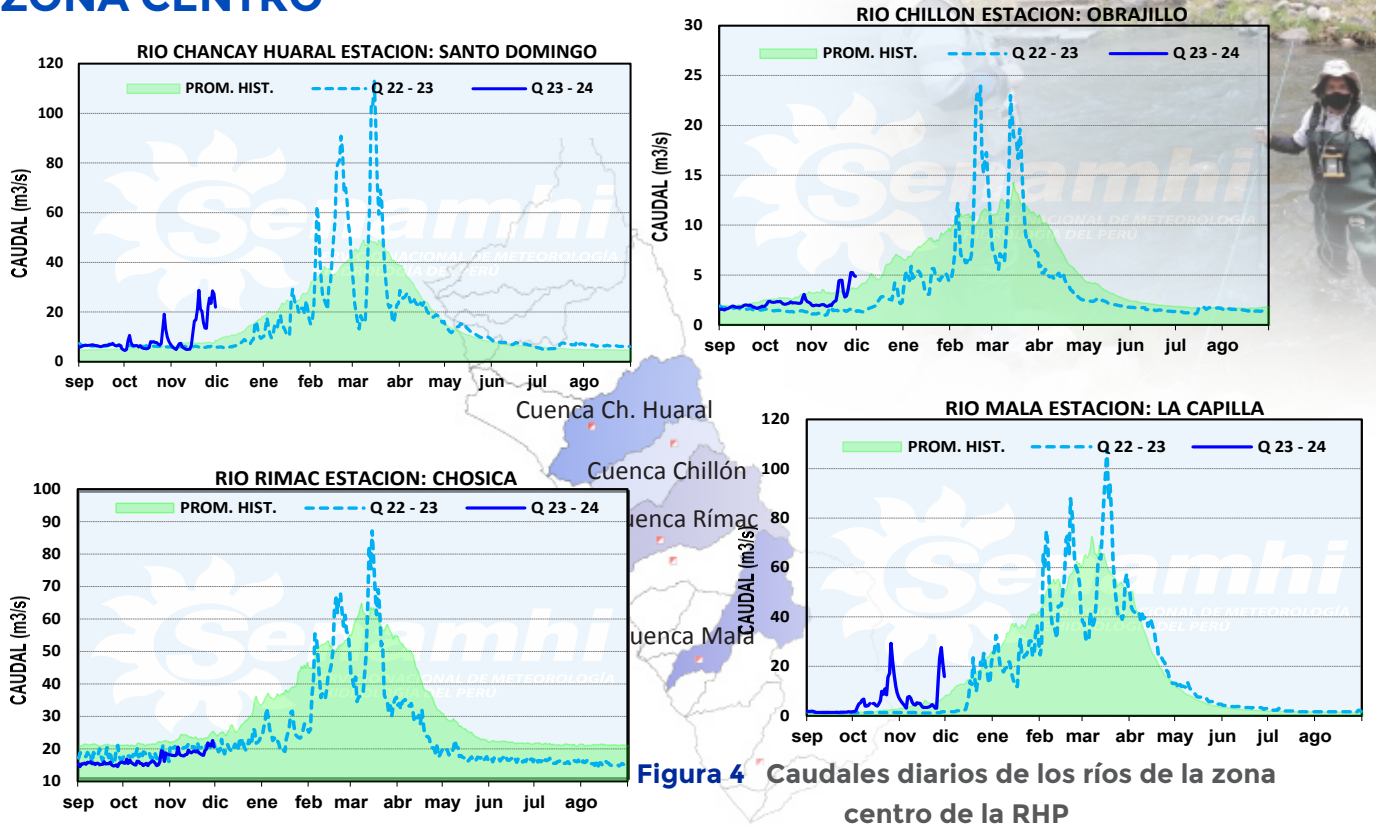 ZONA CENTRO
RIO CHANCAY HUARAL ESTACION: SANTO DOMINGO
PROM. HIST. Q 22 - 23 Q 23 - 24
CAUDAL (m3/s)
120
100
80
60
40
20
0
sep oct nov dic ene feb mar abr may jun jul ago
Senamhi
RIO CHILLON ESTACION: OBRAJILLO
PROM. HIST. Q 22 - 23 Q 23 - 24
CAUDAL (m3/s)
30
25
20
15
10
5
0
sep oct nov dic ene feb mar abr may jun jul ago
Senamhi
Cuenca Ch. Huaral
Cuenca Chillón
uenca Rímac
uenca Mala
RIO RIMAC ESTACION: CHOSICA
PROM. HIST. Q 22 - 23 Q 23 - 24
CAUDAL (m3/s)
100
90
80
70
60
50
40
30
20
10
sep oct nov dic ene feb mar abr may jun jul ago
Senamhi
RIO MALA ESTACION: LA CAPILLA
PROM. HIST. Q 22 - 23 Q 23 - 24
CAUDAL (m3/s)
120
100
80
60
40
20
0
sep oct nov dic ene feb mar abr may jun jul ago
Senamhi
Figura 4 Caudales diarios de los ríos de la zona
centro de la RHP